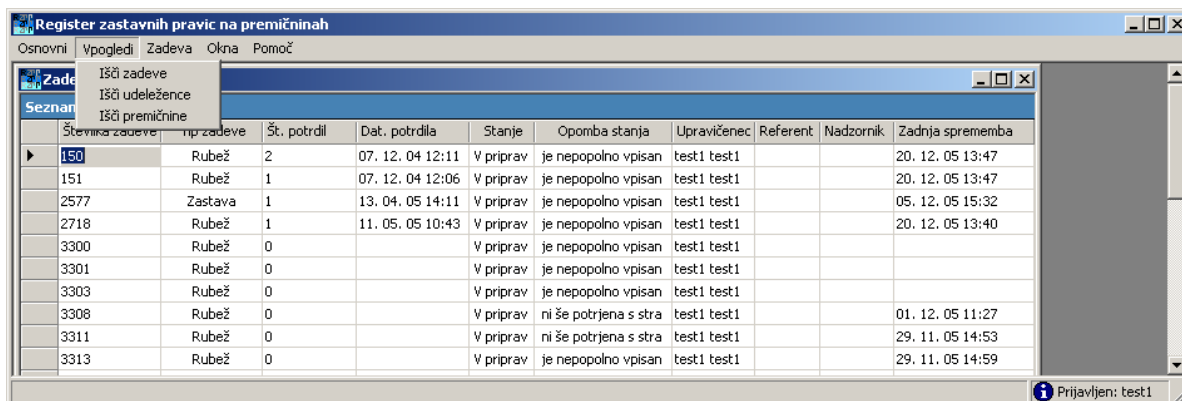 Register zastavnih pravic na premičninah
Osnovni Vpogledi Zadeva Okna Pomoč
Išči zadeve
Išči udeležence
Išči premičnine
Zade
Seznam
Številka zadeve Tip zadeve Št. potrdil Dat. potrdila Stanje Opomba stanja Upravičenec Referent Nadzornik Zadnja sprememba
150 Rubež 2 07. 12. 04 12:11 V priprav je nepopolno vpisan test1 test1 20. 12. 05 13:47
151 Rubež 1 07. 12. 04 12:06 V priprav je nepopolno vpisan test1 test1 20. 12. 05 13:47
2577 Zastava 1 13. 04. 05 14:11 V priprav je nepopolno vpisan test1 test1 05. 12. 05 15:32
2718 Rubež 1 11. 05. 05 10:43 V priprav je nepopolno vpisan test1 test1 20. 12. 05 13:40
3300 Rubež 0 V priprav je nepopolno vpisan test1 test1
3301 Rubež 0 V priprav je nepopolno vpisan test1 test1
3303 Rubež 0 V priprav je nepopolno vpisan test1 test1
3308 Rubež 0 V priprav ni še potrjena s stra test1 test1 01. 12. 05 11:27
3311 Rubež 0 V priprav ni še potrjena s stra test1 test1 29. 11. 05 14:53
3313 Rubež 0 V priprav je nepopolno vpisan test1 test1 29. 11. 05 14:59
Prijavljen: test1